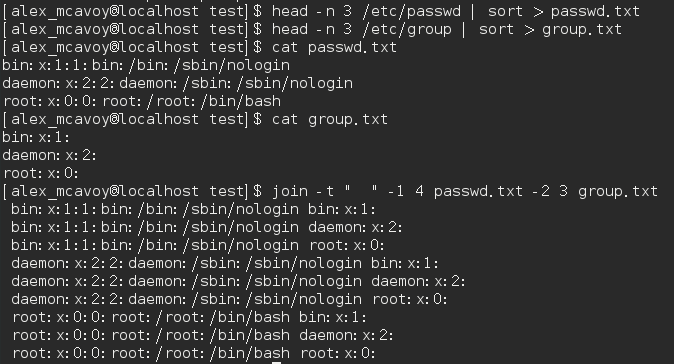 [alex_mcavoy@localhost test]$ head -n 3 /etc/passwd | sort > passwd.txt
[alex_mcavoy@localhost test]$ head -n 3 /etc/group | sort > group.txt
[alex_mcavoy@localhost test]$ cat passwd.txt
bin:x:1:1:bin:/bin:/sbin/nologin
daemon:x:2:2:daemon:/sbin:/sbin/nologin
root:x:0:0:root:/root:/bin/bash
[alex_mcavoy@localhost test]$ cat group.txt
bin:x:1:
daemon:x:2:
root:x:0:
[alex_mcavoy@localhost test]$ join -t "  " -1 4 passwd.txt -2 3 group.txt
 bin:x:1:1:bin:/bin:/sbin/nologin bin:x:1:
 bin:x:1:1:bin:/bin:/sbin/nologin daemon:x:2:
 bin:x:1:1:bin:/bin:/sbin/nologin root:x:0:
 daemon:x:2:2:daemon:/sbin:/sbin/nologin bin:x:1:
 daemon:x:2:2:daemon:/sbin:/sbin/nologin daemon:x:2:
 daemon:x:2:2:daemon:/sbin:/sbin/nologin root:x:0:
 root:x:0:0:root:/root:/bin/bash bin:x:1:
 root:x:0:0:root:/root:/bin/bash daemon:x:2:
 root:x:0:0:root:/root:/bin/bash root:x:0: